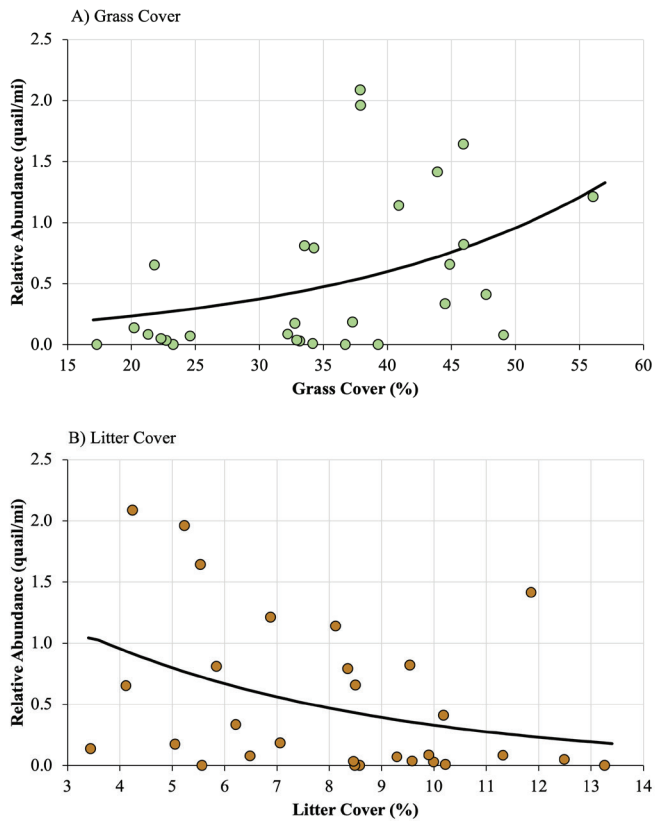 A) Grass Cover
2.5
2.0
1.5
1.0
0.5
0.0
Relative Abundance (quail/mi)
15 20 25 30 35 40 45 50 55 60
Grass Cover (%)
B) Litter Cover
2.5
2.0
1.5
1.0
0.5
0.0
Relative Abundance (quail/mi)
3 4 5 6 7 8 9 10 11 12 13 14
Litter Cover (%)